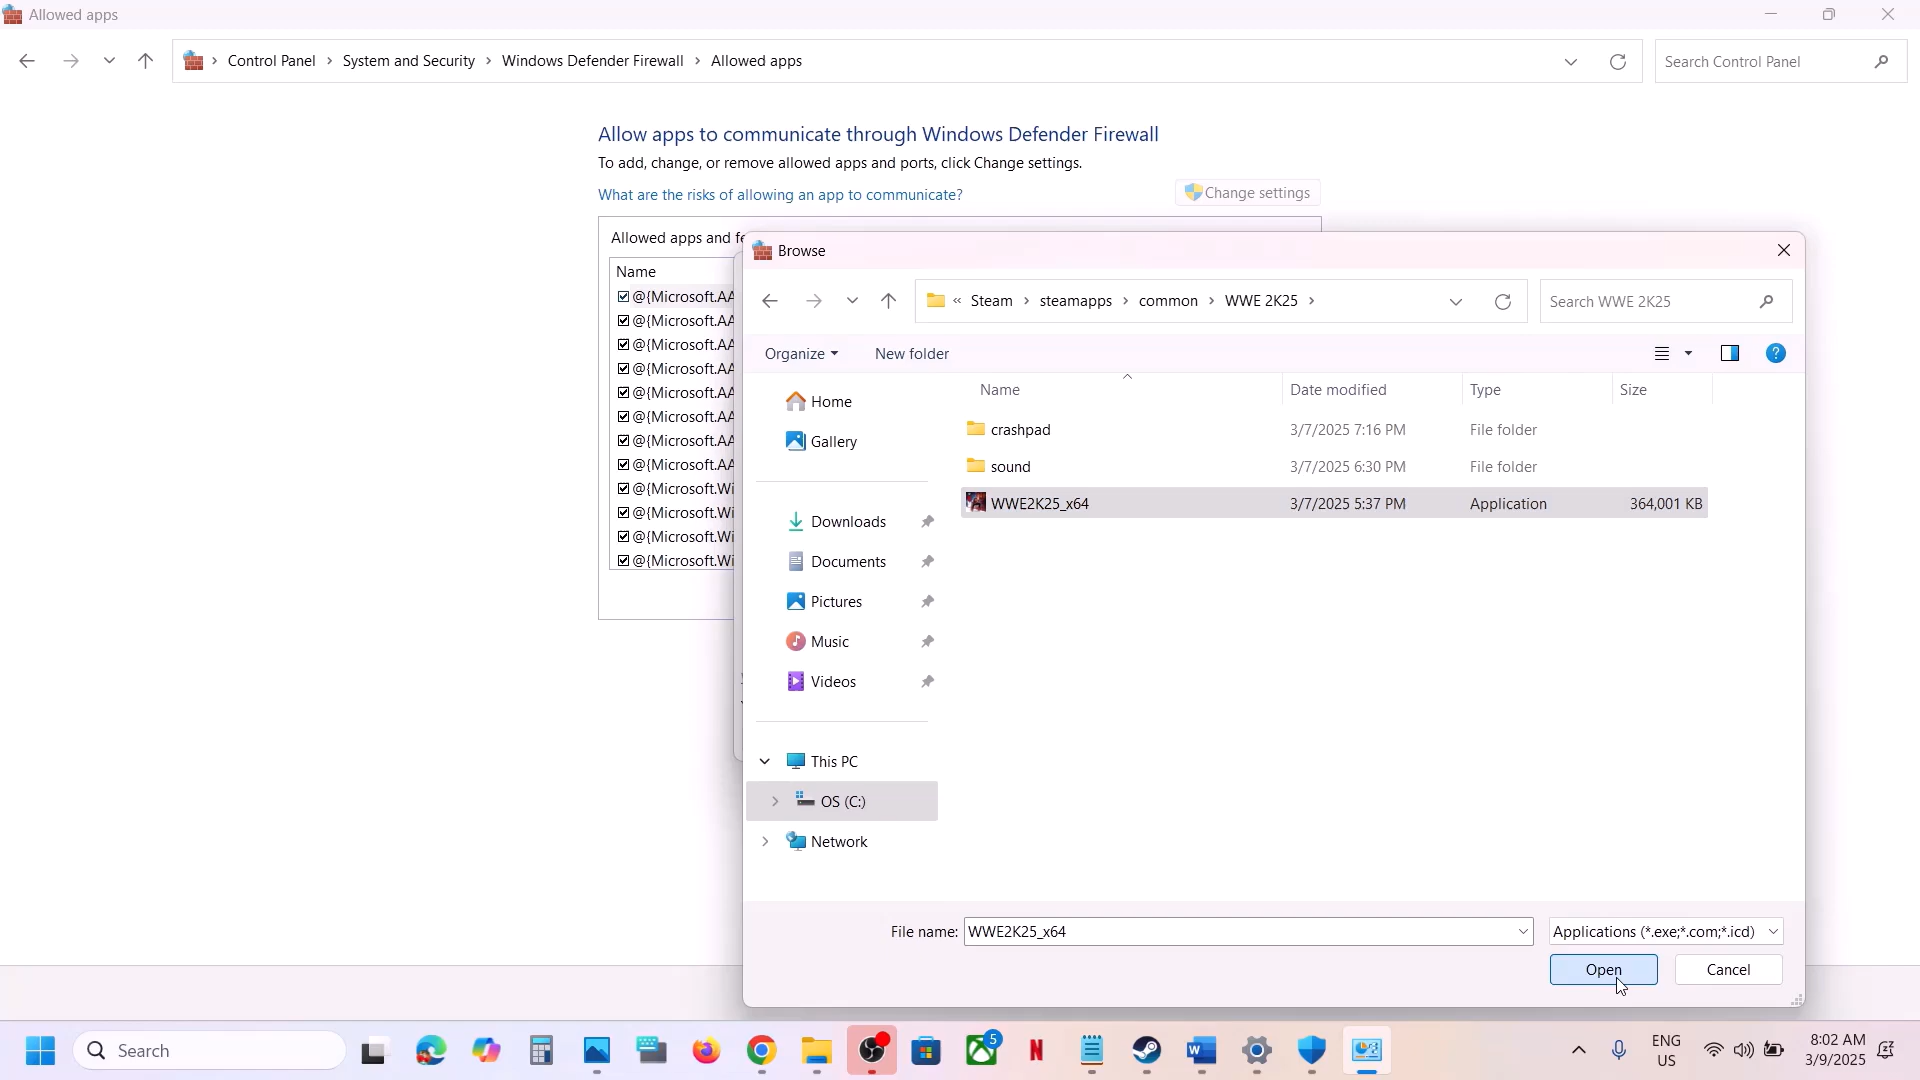 Allowed apps
Control Panel > System and Security > Windows Defender Firewall > Allowed apps
Search Control Panel
Allow apps to communicate through Windows Defender Firewall
To add, change, or remove allowed apps and ports, click Change settings.
What are the risks of allowing an app to communicate?
Change settings
Allowed apps and fe
Name
@{Microsoft.AA
@{Microsoft.AA
@{Microsoft.AA
@{Microsoft.AA
@{Microsoft.AA
@{Microsoft.AA
@{Microsoft.AA
@{Microsoft.AA
@{Microsoft.Wi
@{Microsoft.Wi
@{Microsoft.Wi
@{Microsoft.Wi
Browse
« Steam > steamapps > common > WWE 2K25 >
Search WWE 2K25
Organize
New folder
?
Name Date modified Type Size
crashpad 3/7/2025 7:16 PM File folder
sound 3/7/2025 6:30 PM File folder
WWE2K25_x64 3/7/2025 5:37 PM Application 364,001 KB
Home
Gallery
Downloads
Documents
Pictures
Music
Videos
This PC
OS (C:)
Network
File name: WWE2K25_x64
Applications (*.exe;*.com;*.icd)
Open
Cancel
Search
5
N
W
ENG
US
8:02 AM
3/9/2025